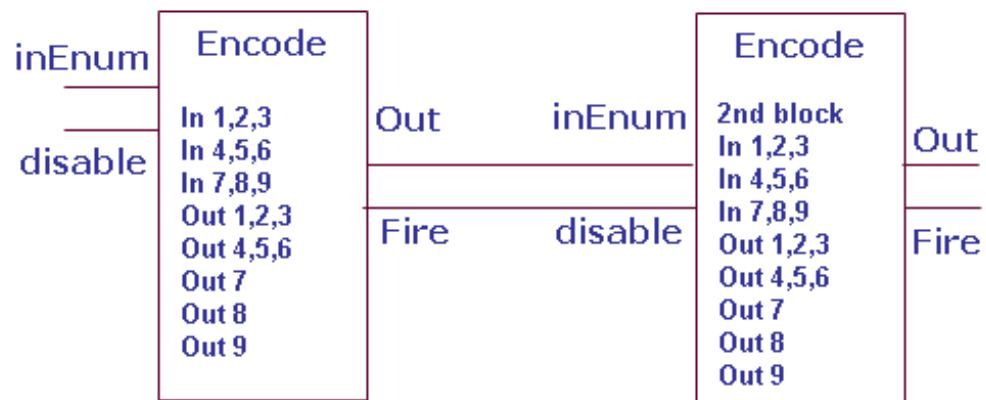 Encode
inEnum
disable
In 1,2,3
In 4,5,6
In 7,8,9
Out 1,2,3
Out 4,5,6
Out 7
Out 8
Out 9
Out
Fire
inEnum
disable
Encode
2nd block
In 1,2,3
In 4,5,6
In 7,8,9
Out 1,2,3
Out 4,5,6
Out 7
Out 8
Out 9
Out
Fire